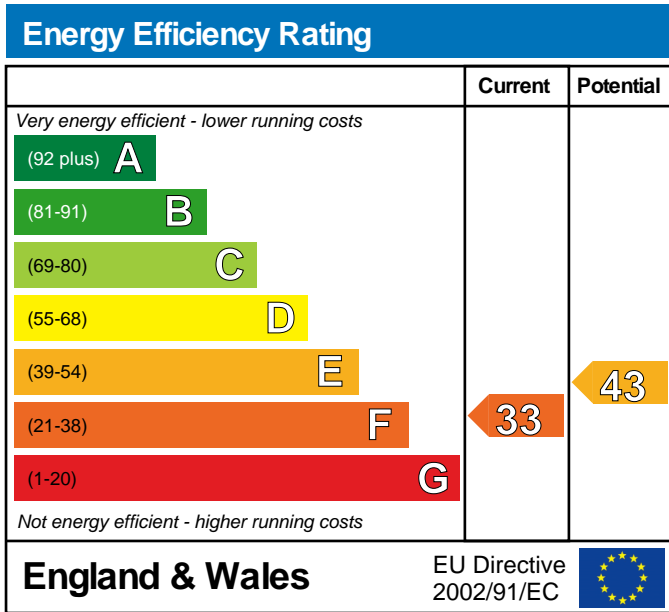 Energy Efficiency Rating
Current Potential
Very energy efficient - lower running costs
(92 plus) A
(81-91) B
(69-80) C
(55-68) D
(39-54) E
43
(21-38) F
33
(1-20) G
Not energy efficient - higher running costs
England & Wales
EU Directive
2002/91/EC